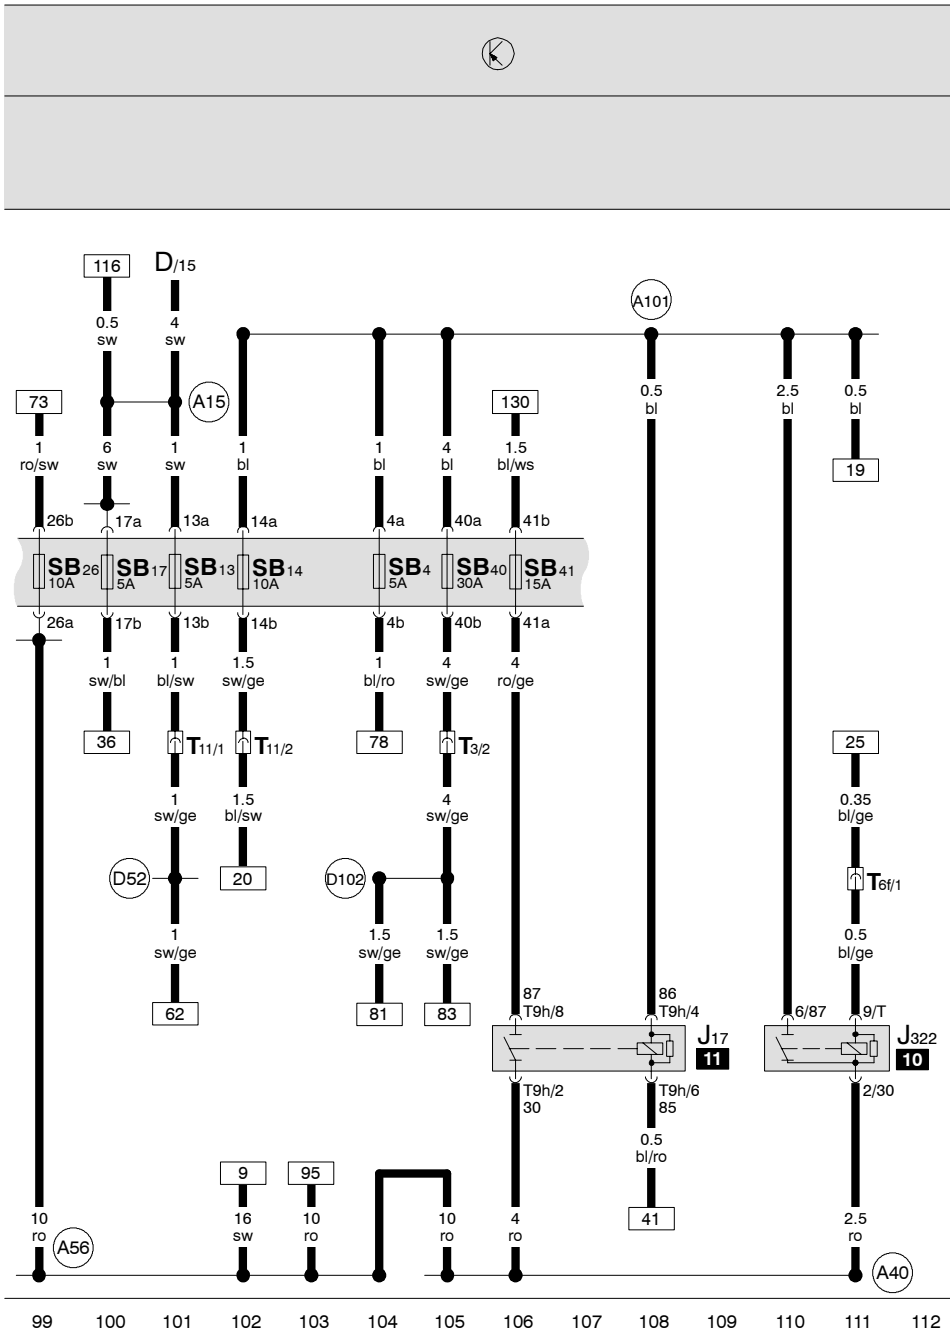 116
D/15
A101
0.5 sw
4 sw
73
A15
130
0.5 bl
2.5 bl
0.5 bl
1 ro/sw
6 sw
1 sw
1 bl
1 bl
4 bl
1.5 bl/ws
19
26b
17a
13a
14a
4a
40a
41b
SB26 10A
SB17 5A
SB13 5A
SB14 10A
SB4 5A
SB40 30A
SB41 15A
26a
17b
13b
14b
4b
40b
41a
1 sw/bl
1 bl/sw
1.5 sw/ge
1 bl/ro
4 sw/ge
4 ro/ge
36
T11/1
T11/2
78
T3/2
25
1 sw/ge
1.5 bl/sw
4 sw/ge
0.35 bl/ge
D52
20
D102
T6f/1
1 sw/ge
1.5 sw/ge
1.5 sw/ge
0.5 bl/ge
62
81
83
87
T9h/8
86
T9h/4
6/87
9/T
J17
11
J322
10
T9h/2
30
T9h/6
85
2/30
0.5 bl/ro
9
95
41
10 ro
A56
16 sw
10 ro
10 ro
4 ro
2.5 ro
A40
99 100 101 102 103 104 105 106 107 108 109 110 111 112